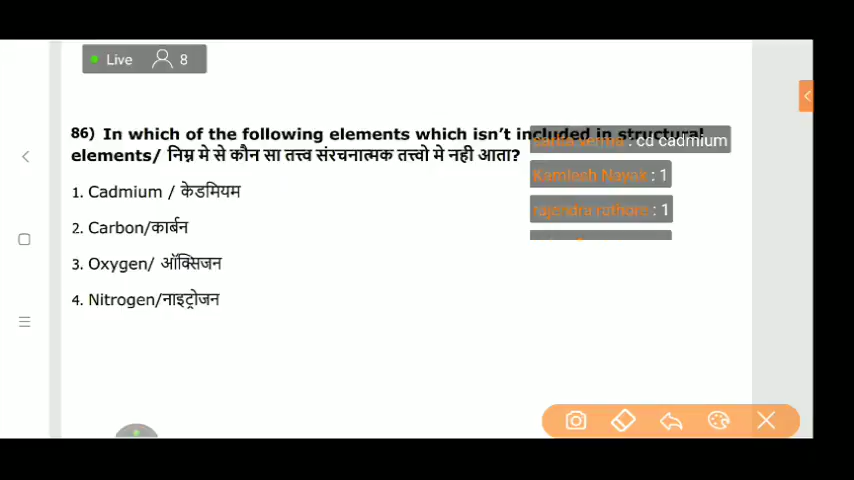 Live 8
86) In which of the following elements which isn't included in structural
elements/ निम्न मे से कौन सा तत्त्व संरचनात्मक तत्त्वो मे नही आता?
: cd cadmium
Kamlesh Nayak : 1
rajendra rathore : 1
1. Cadmium / केडमियम
2. Carbon/कार्बन
3. Oxygen/ ऑक्सिजन
4. Nitrogen/नाइट्रोजन